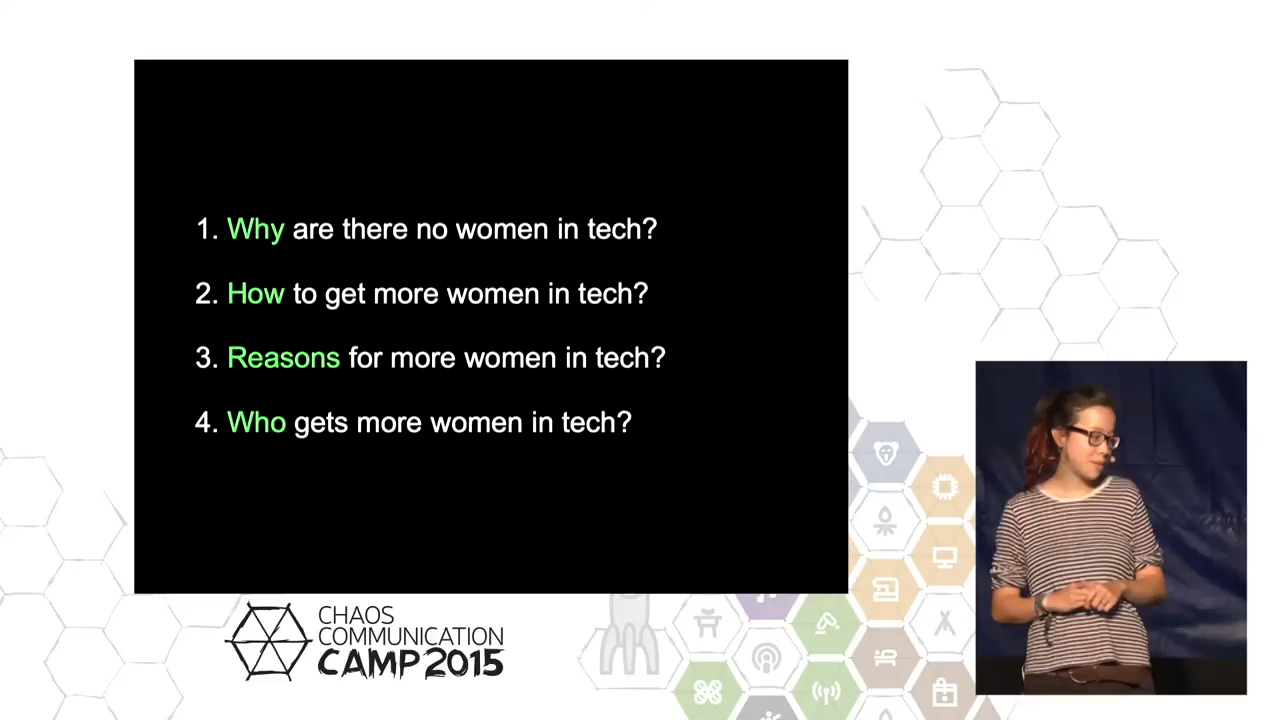 1. Why are there no women in tech?
2. How to get more women in tech?
3. Reasons for more women in tech?
4. Who gets more women in tech?
CHAOS
COMMUNICATION
CAMP 2015